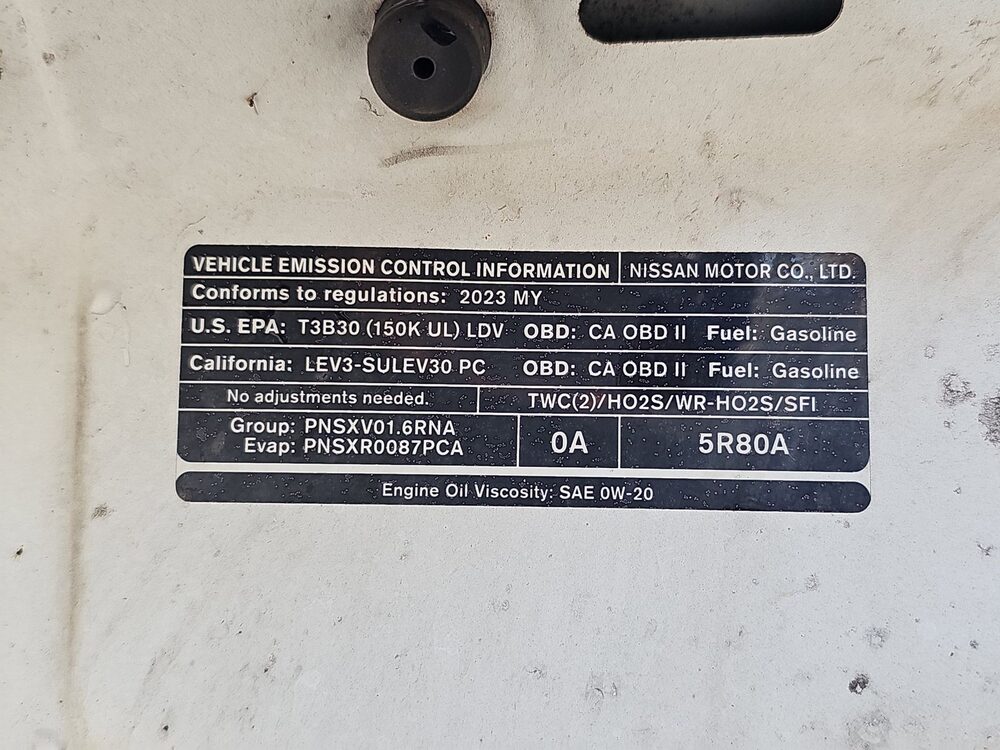 VEHICLE EMISSION CONTROL INFORMATION NISSAN MOTOR CO., LTD.
Conforms to regulations: 2023 MY
U.S. EPA: T3B30 (150K UL) LDV OBD: CA OBD II Fuel: Gasoline
California: LEV3-SULEV30 PC OBD: CA OBD II Fuel: Gasoline
No adjustments needed. TWC(2)/HO2S/WR-HO2S/SFI
Group: PNSXV01.6RNA
Evap: PNSXR0087PCA
0A
5R80A
Engine Oil Viscosity: SAE 0W-20